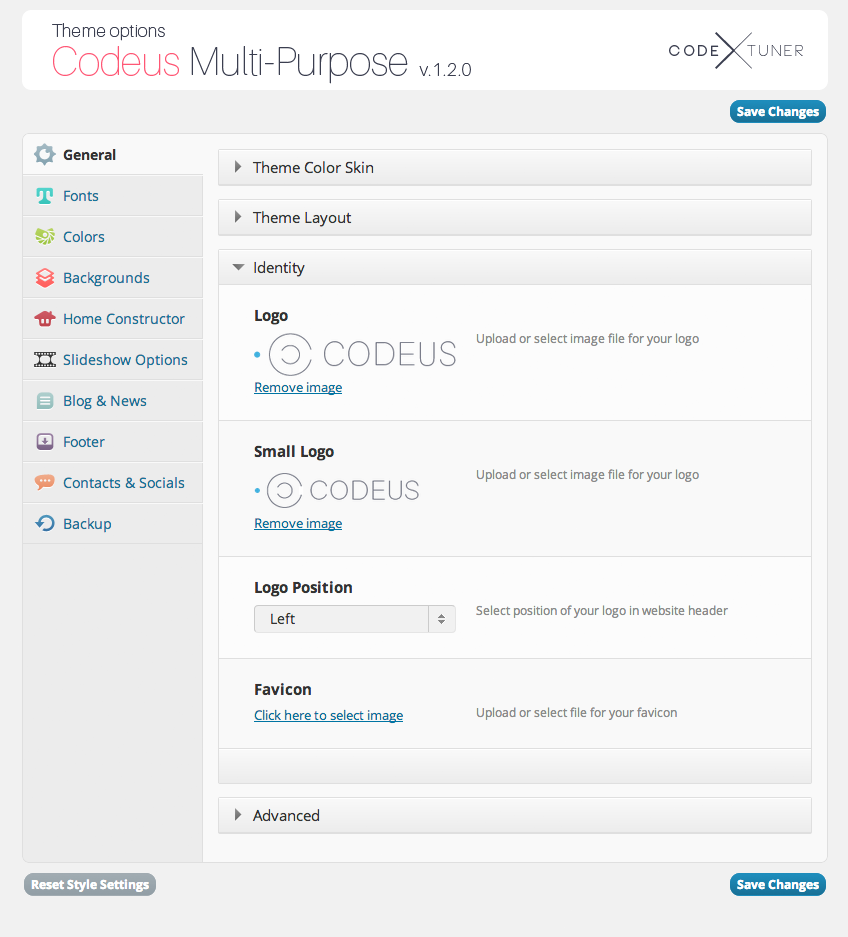 Theme options
Codeus Multi-Purpose v.1.2.0
CODE TUNER
Save Changes
General
Fonts
Colors
Backgrounds
Home Constructor
Slideshow Options
Blog & News
Footer
Contacts & Socials
Backup
Theme Color Skin
Theme Layout
Identity
Logo
CODEUS
Upload or select image file for your logo
Remove image
Small Logo
CODEUS
Upload or select image file for your logo
Remove image
Logo Position
Left
Select position of your logo in website header
Favicon
Click here to select image
Upload or select file for your favicon
Advanced
Reset Style Settings
Save Changes